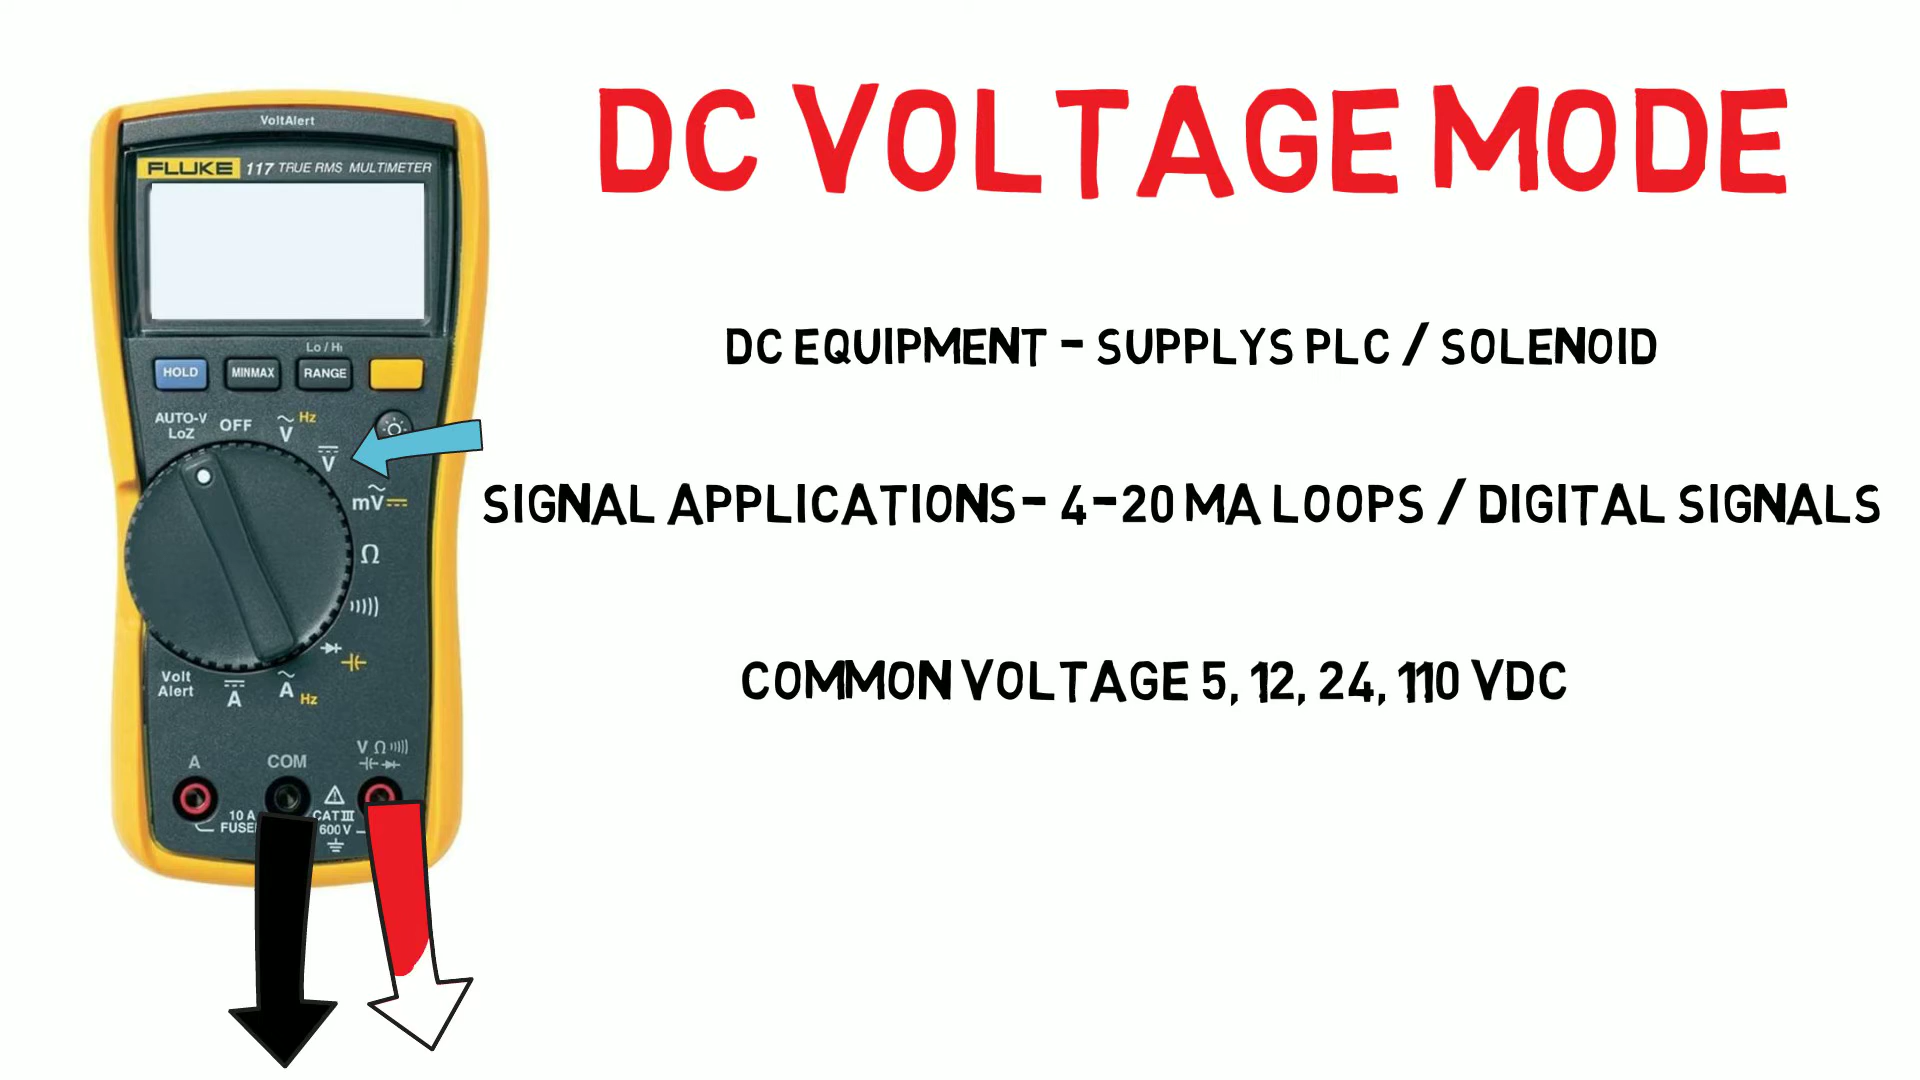 DC VOLTAGE MODE
DC EQUIPMENT - SUPPLYS PLC / SOLENOID
SIGNAL APPLICATIONS- 4-20 MA LOOPS / DIGITAL SIGNALS
COMMON VOLTAGE 5, 12, 24, 110 VDC
VoltAlert
FLUKE 117 TRUE RMS MULTIMETER
Lo / Hi
HOLD MINMAX RANGE
AUTO-V LoZ
OFF
V Hz
V
mV
Ω
Volt Alert
A
A Hz
A
COM
V Ω
10 A
FUSE
CAT III
600 V